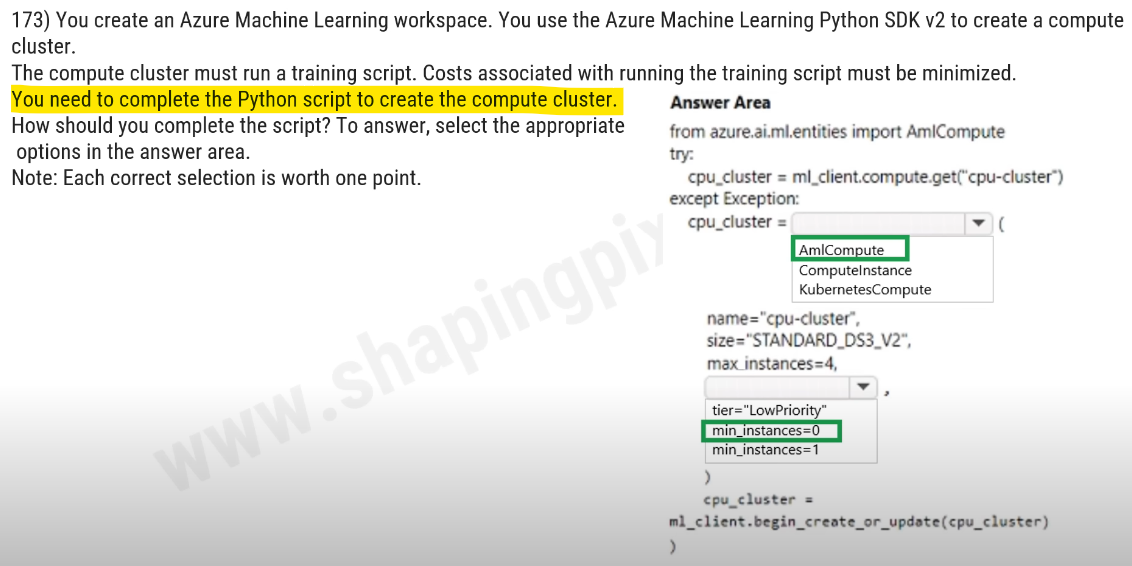 173) You create an Azure Machine Learning workspace. You use the Azure Machine Learning Python SDK v2 to create a compute
cluster.
The compute cluster must run a training script. Costs associated with running the training script must be minimized.
You need to complete the Python script to create the compute cluster.
How should you complete the script? To answer, select the appropriate
options in the answer area.
Note: Each correct selection is worth one point.
Answer Area
from azure.ai.ml.entities import AmlCompute
try:
cpu_cluster = ml_client.compute.get("cpu-cluster")
except Exception:
cpu_cluster = (
AmlCompute
ComputeInstance
KubernetesCompute
name="cpu-cluster",
size="STANDARD_DS3_V2",
max_instances=4,
,
tier="LowPriority"
min_instances=0
min_instances=1
)
cpu_cluster =
ml_client.begin_create_or_update(cpu_cluster)
)
www.shapingpix